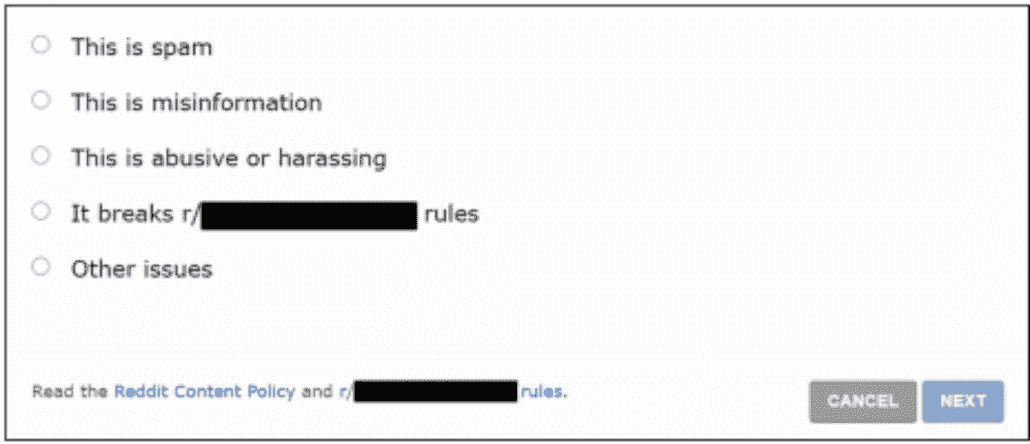 This is spam
This is misinformation
This is abusive or harassing
It breaks r/ rules
Other issues
Read the Reddit Content Policy and r/ rules.
CANCEL NEXT